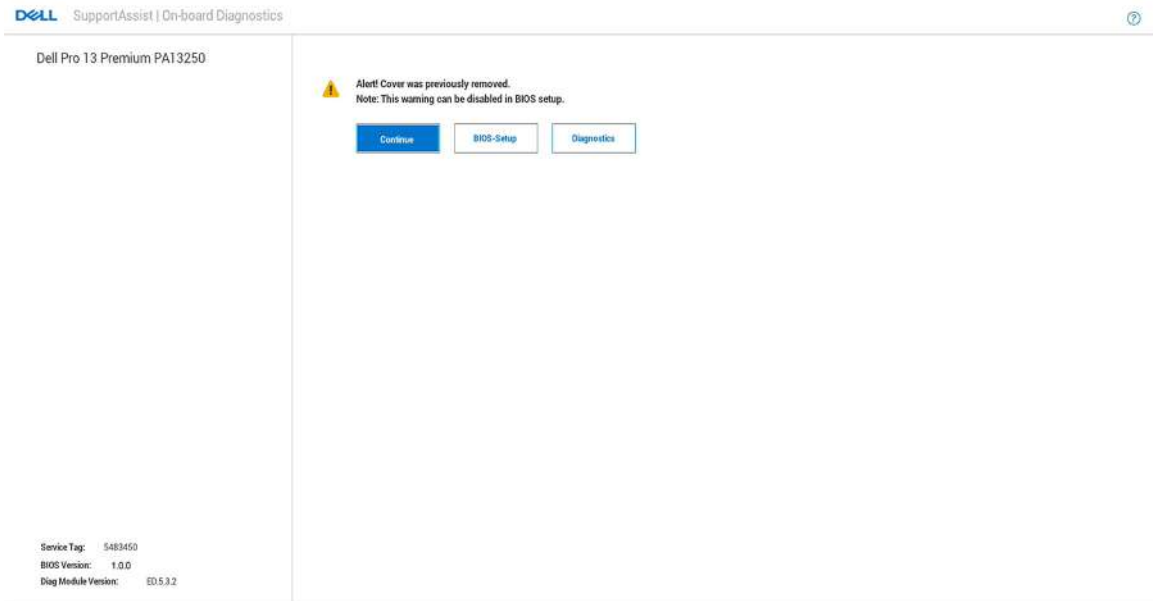 DELL SupportAssist | On-board Diagnostics
Dell Pro 13 Premium PA13250
Alert! Cover was previously removed.
Note: This warning can be disabled in BIOS setup.
Continue BIOS-Setup Diagnostics
Service Tag: 5483450
BIOS Version: 1.0.0
Diag Module Version: ED.5.3.2